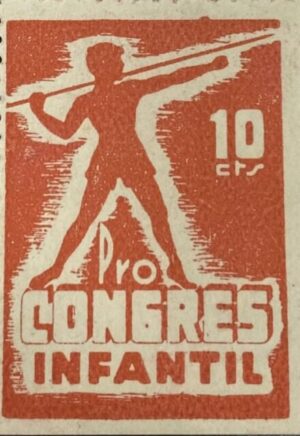 10
cts
Pro
CONGRES
INFANTIL